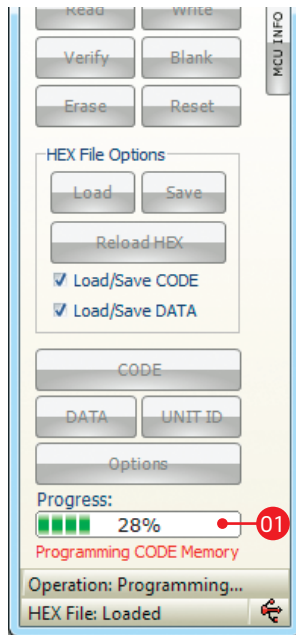 Read Write
MCU INFO
Verify Blank
Erase Reset
HEX File Options
Load Save
Reload HEX
Load/Save CODE
Load/Save DATA
CODE
DATA UNIT ID
Options
Progress:
28% 01
Programming CODE Memory
Operation: Programming...
HEX File: Loaded